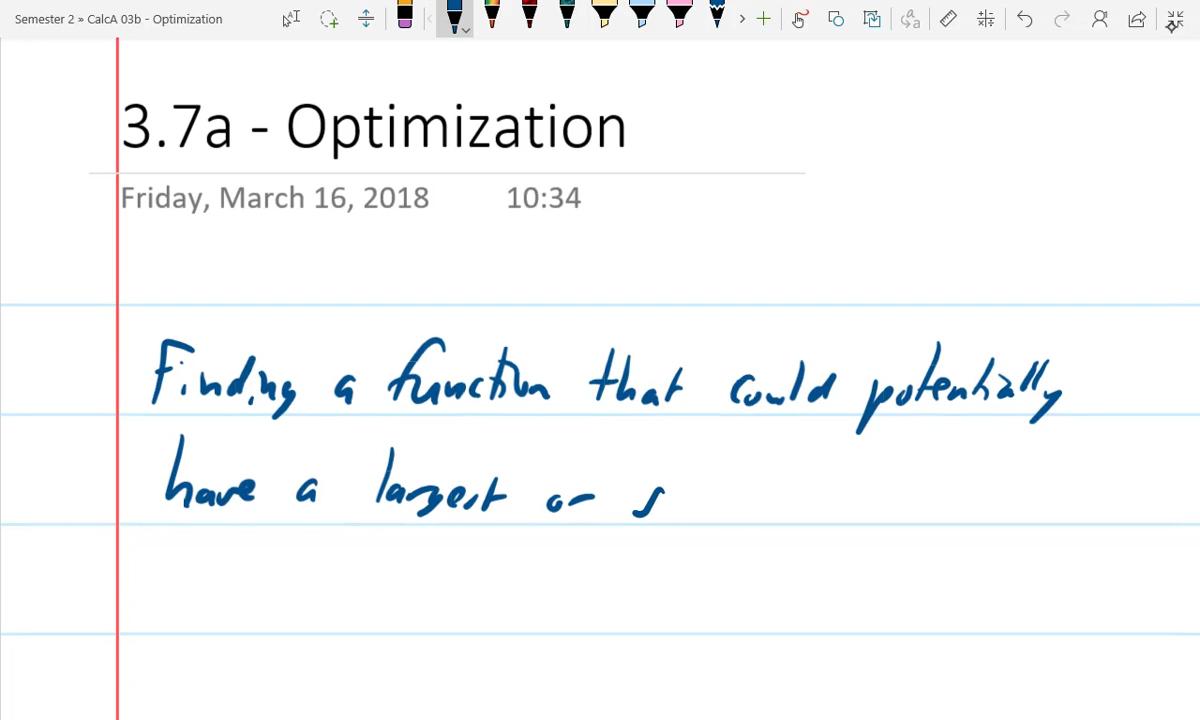 Semester 2 » CalcA 03b - Optimization
3.7a - Optimization
Friday, March 16, 2018 10:34
Finding a function that could potentially
have a largest or s